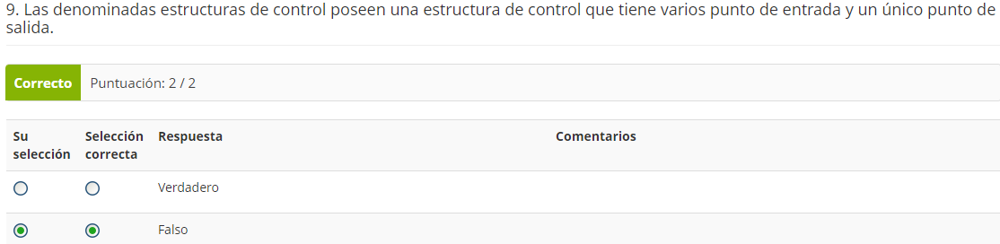 9. Las denominadas estructuras de control poseen una estructura de control que tiene varios punto de entrada y un único punto de
salida.
Correcto Puntuación: 2 / 2
Su selección Selección correcta Respuesta Comentarios
Verdadero
Falso